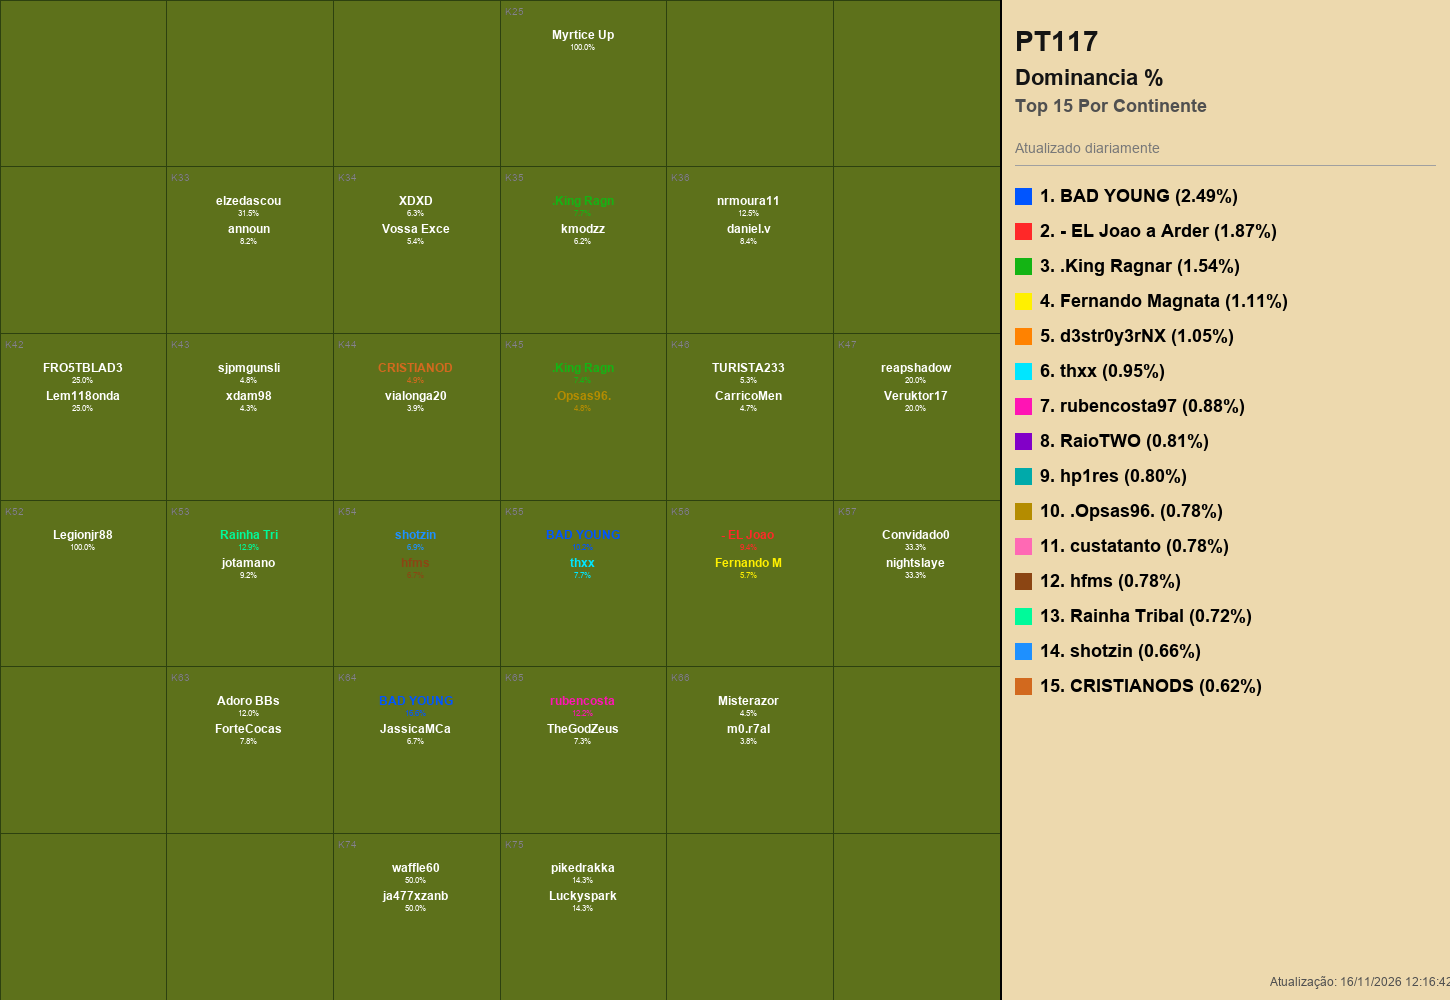 K25
Myrtice Up
100.0%
K33
elzedascou
31.5%
announ
8.2%
K34
XDXD
6.3%
Vossa Exce
5.4%
K35
.King Ragn
kmodzz
6.2%
K36
nrmoura11
12.5%
daniel.v
8.4%
K42
FRO5TBLAD3
25.0%
Lem118onda
25.0%
K43
sjpmgunsli
4.8%
xdam98
4.3%
K44
CRISTIANOD
4.9%
vialonga20
3.9%
K45
.King Ragn
7.4%
.Opsas96.
4.8%
K46
TURISTA233
5.3%
CarricoMen
4.7%
K47
reapshadow
20.0%
Veruktor17
20.0%
K52
Legionjr88
100.0%
K53
Rainha Tri
12.9%
jotamano
9.2%
K54
shotzin
hfms
K55
BAD YOUNG
thxx
7.7%
K56
- EL Joao
Fernando M
5.7%
K57
Convidado0
33.3%
nightslaye
33.3%
K63
Adoro BBs
12.0%
ForteCocas
7.8%
K64
BAD YOUNG
JassicaMCa
6.7%
K65
rubencosta
TheGodZeus
7.3%
K66
Misterazor
4.5%
m0.r7al
3.8%
K74
waffle60
50.0%
ja477xzanb
50.0%
K75
pikedrakka
14.3%
Luckyspark
14.3%
PT117
Dominancia %
Top 15 Por Continente
Atualizado diariamente
1. BAD YOUNG (2.49%)
2. - EL Joao a Arder (1.87%)
3. .King Ragnar (1.54%)
4. Fernando Magnata (1.11%)
5. d3str0y3rNX (1.05%)
6. thxx (0.95%)
7. rubencosta97 (0.88%)
8. RaioTWO (0.81%)
9. hp1res (0.80%)
10. .Opsas96. (0.78%)
11. custatanto (0.78%)
12. hfms (0.78%)
13. Rainha Tribal (0.72%)
14. shotzin (0.66%)
15. CRISTIANODS (0.62%)
Atualização: 16/11/2026 12:16:42